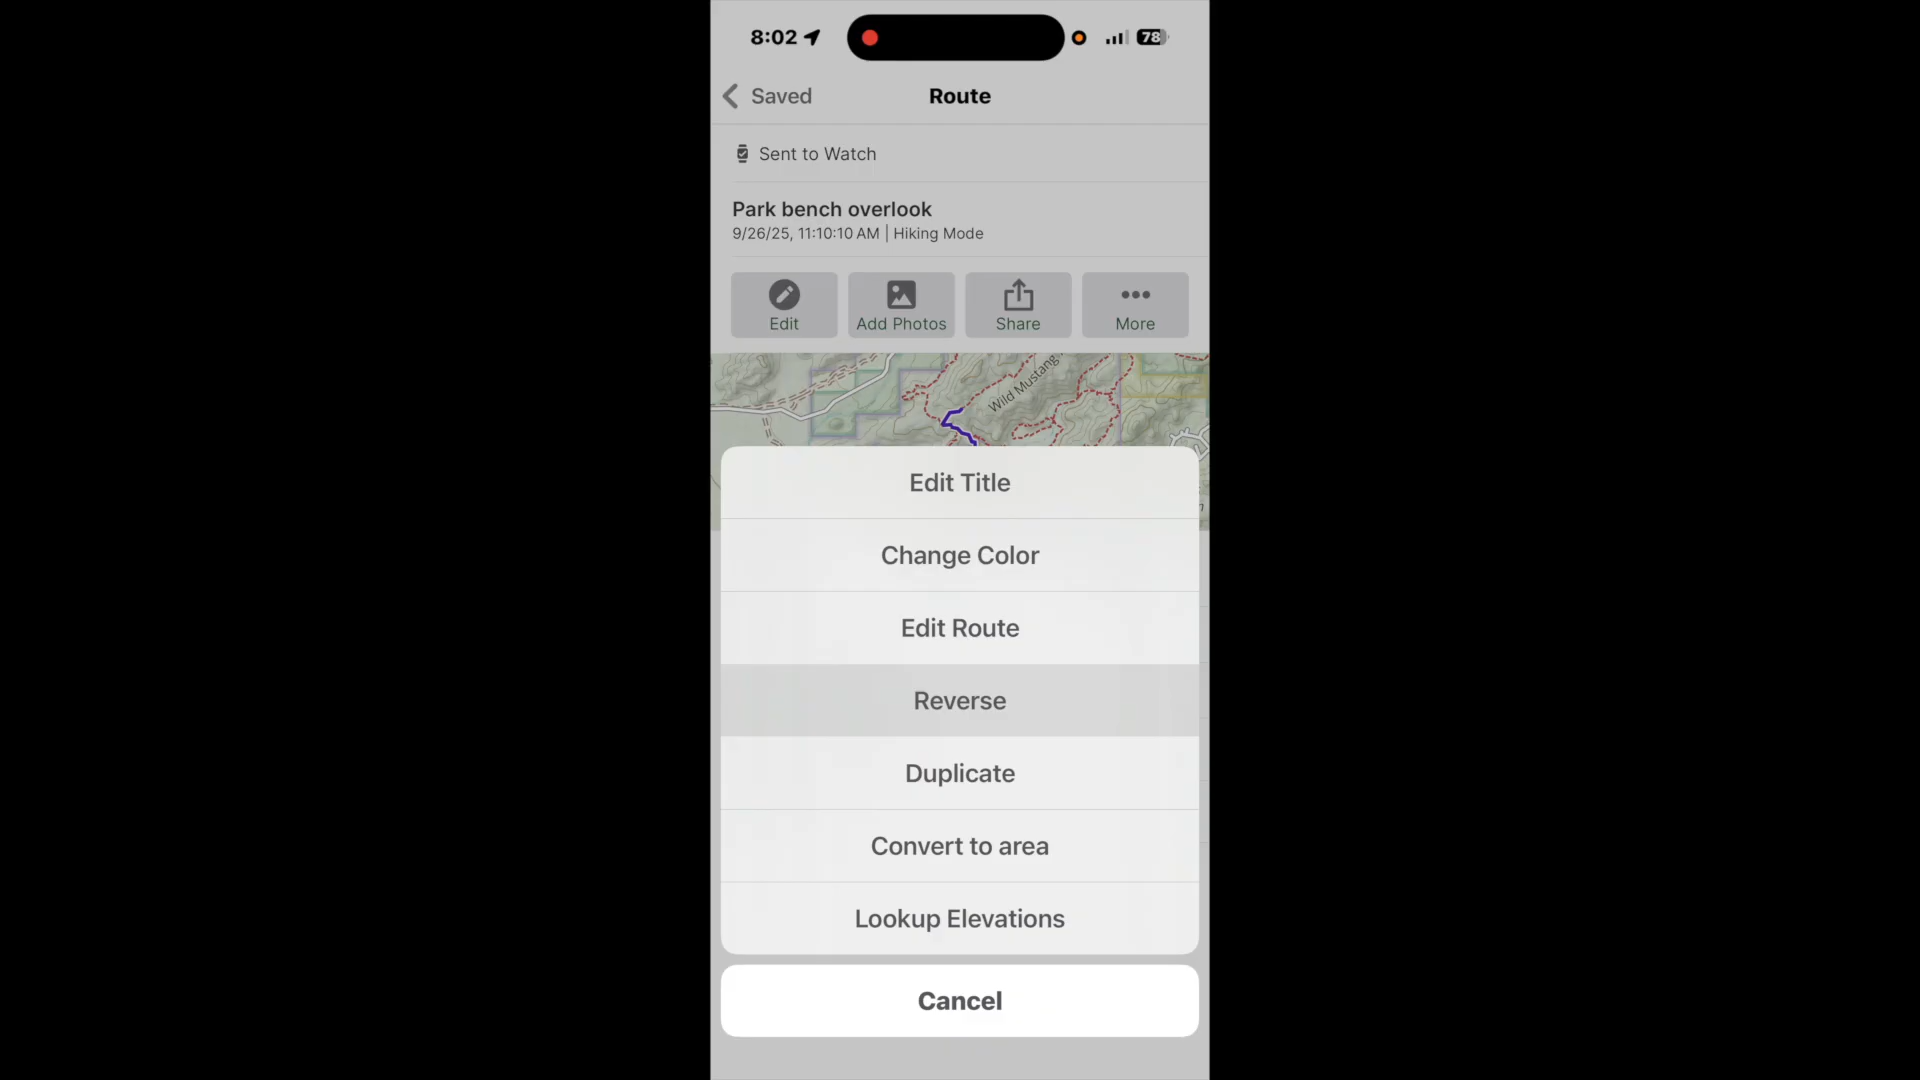 8:02
78
Saved
Route
Sent to Watch
Park bench overlook
9/26/25, 11:10:10 AM | Hiking Mode
Edit
Add Photos
Share
More
Wild Mustang
Edit Title
Change Color
Edit Route
Reverse
Duplicate
Convert to area
Lookup Elevations
Cancel